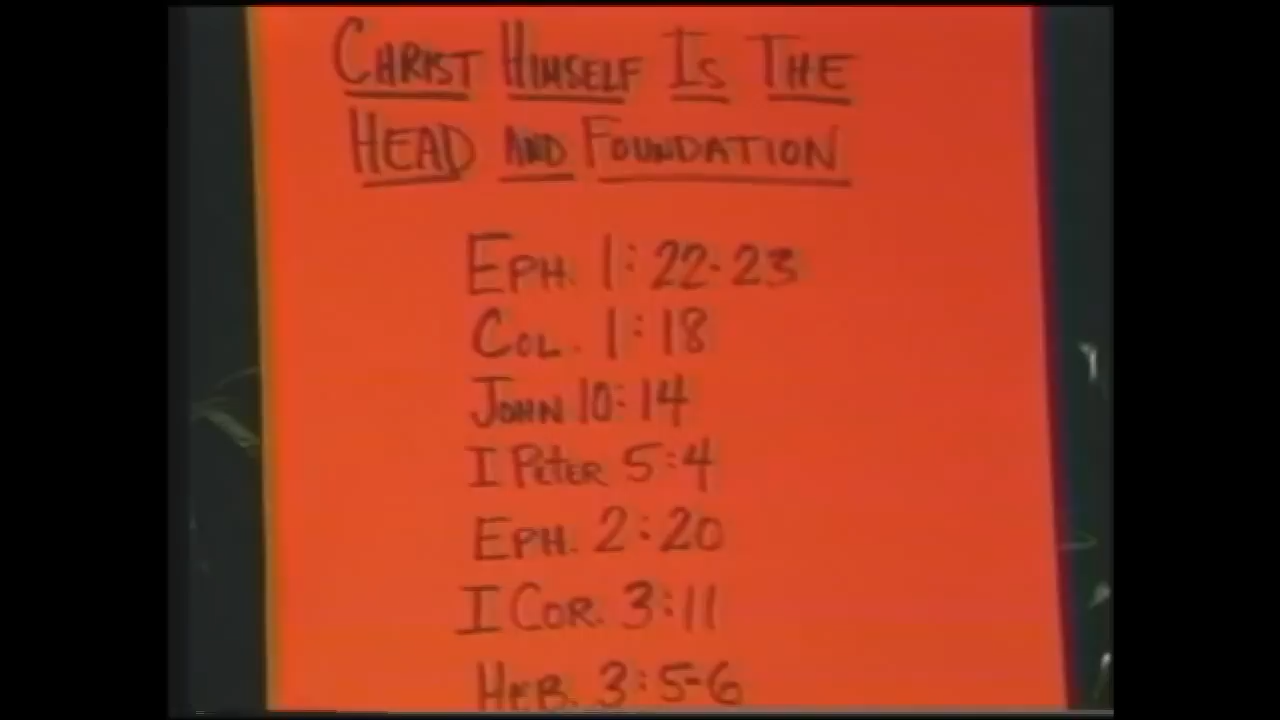 CHRIST HIMSELF IS THE
HEAD AND FOUNDATION
EPH. 1:22-23
COL. 1:18
JOHN 10:14
I PETER 5:4
EPH. 2:20
I COR. 3:11
HEB. 3:5-6